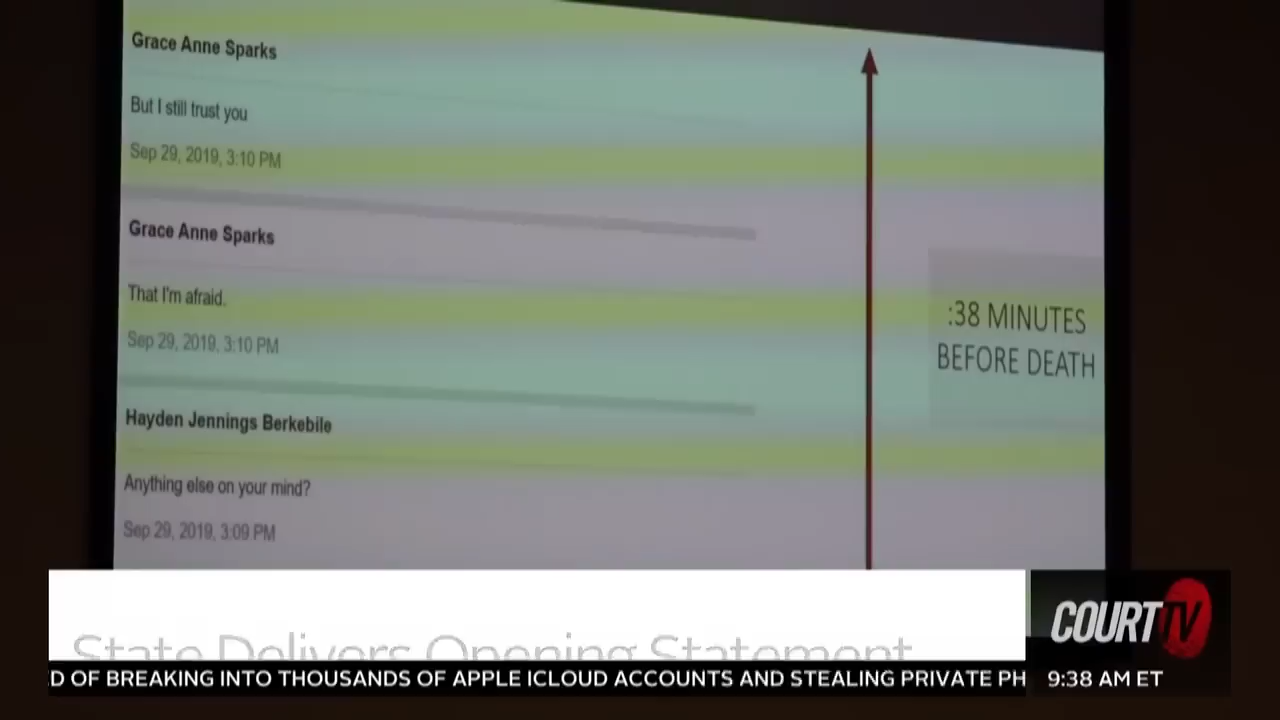 Grace Anne Sparks
But I still trust you
Sep 29, 2019, 3:10 PM
Grace Anne Sparks
That I'm afraid.
Sep 29, 2019, 3:10 PM
Hayden Jennings Berkebile
Anything else on your mind?
Sep 29, 2019, 3:09 PM
:38 MINUTES
BEFORE DEATH
State Delivers Opening Statement
COURT TV
D OF BREAKING INTO THOUSANDS OF APPLE ICLOUD ACCOUNTS AND STEALING PRIVATE PH
9:38 AM ET